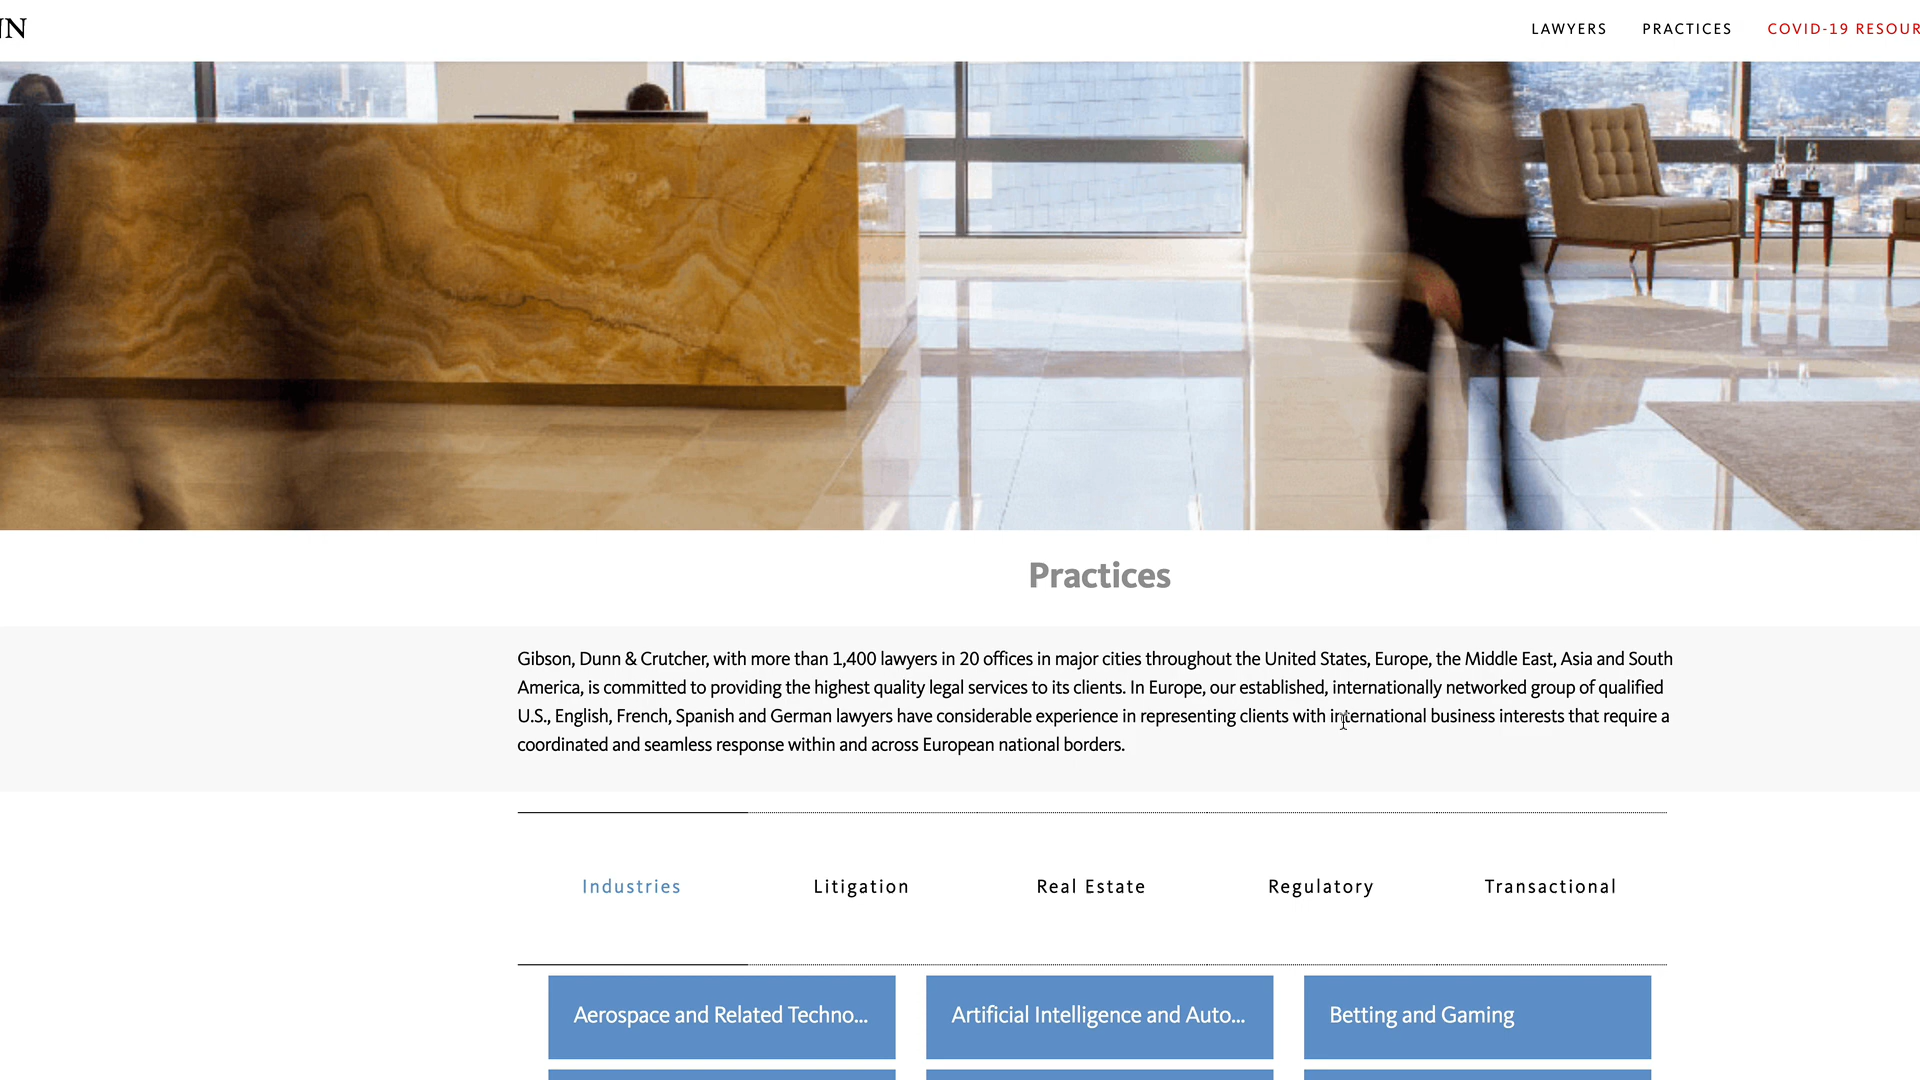 LAWYERS PRACTICES
Practices
Gibson, Dunn & Crutcher, with more than 1,400 lawyers in 20 offices in major cities throughout the United States, Europe, the Middle East, Asia and South
America, is committed to providing the highest quality legal services to its clients. In Europe, our established, internationally networked group of qualified
U.S., English, French, Spanish and German lawyers have considerable experience in representing clients with international business interests that require a
coordinated and seamless response within and across European national borders.
Industries Litigation Real Estate Regulatory Transactional
Aerospace and Related Techno... Artificial Intelligence and Auto... Betting and Gaming